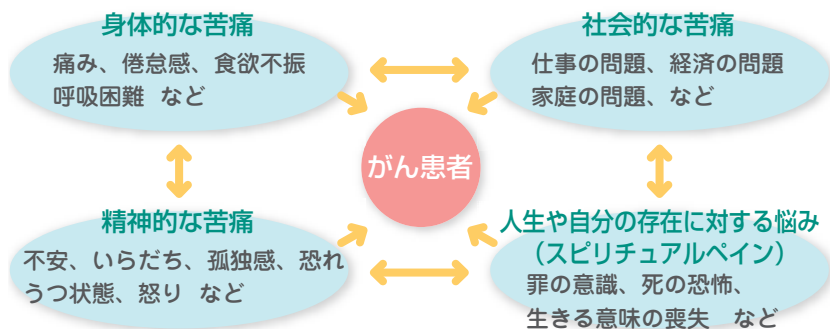 身体的な苦痛
痛み、倦怠感、食欲不振
呼吸困難 など
社会的な苦痛
仕事の問題、経済の問題
家庭の問題、など
がん患者
精神的な苦痛
不安、いらだち、孤独感、恐れ
うつ状態、怒り など
人生や自分の存在に対する悩み
（スピリチュアルペイン）
罪の意識、死の恐怖、
生きる意味の喪失 など